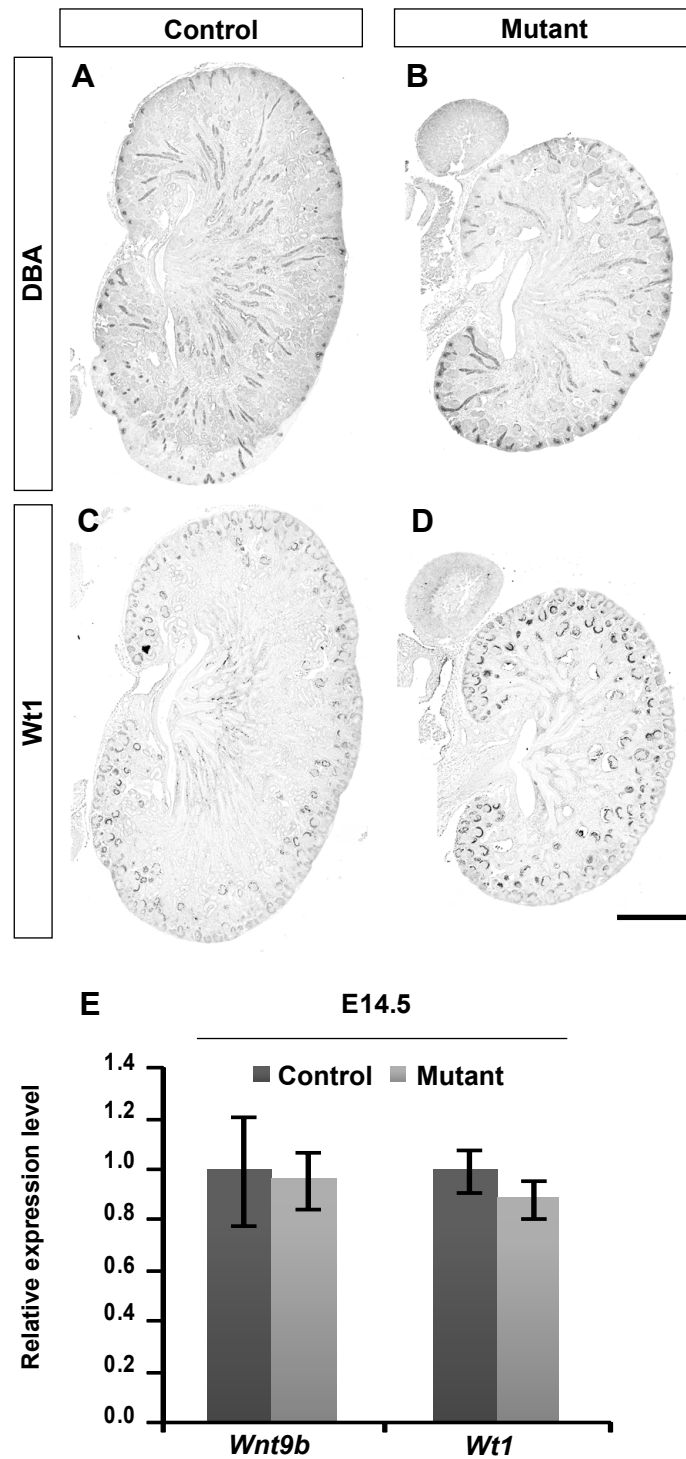 Control
Mutant
A
B
DBA
C
D
Wt1
E
E14.5
Control
Mutant
Relative expression level
1.4
1.2
1.0
0.8
0.6
0.4
0.2
0.0
Wnt9b
Wt1